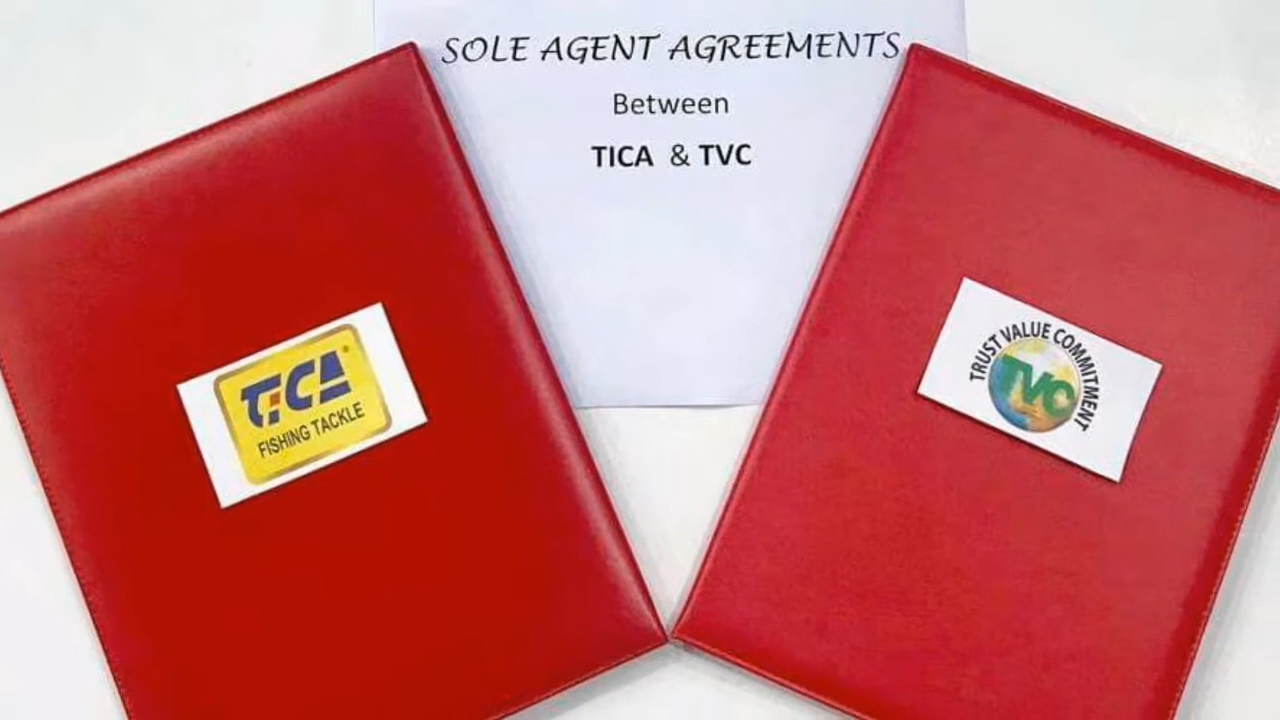 SOLE AGENT AGREEMENTS
Between
TICA & TVC
TICA
FISHING TACKLE
TRUST VALUE COMMITMENT
TVC